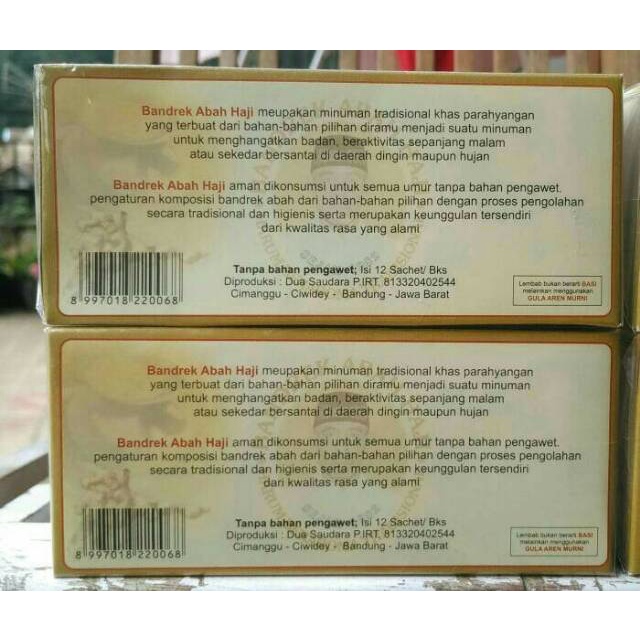 Bandrek Abah Haji meupakan minuman tradisional khas parahyangan
yang terbuat dari bahan-bahan pilihan diramu menjadi suatu minuman
untuk menghangatkan badan, beraktivitas sepanjang malam
atau sekedar bersantai di daerah dingin maupun hujan
Bandrek Abah Haji aman dikonsumsi untuk semua umur tanpa bahan pengawet.
pengaturan komposisi bandrek abah dari bahan-bahan pilihan dengan proses pengolahan
secara tradisional dan higienis serta merupakan keunggulan tersendiri
dari kwalitas rasa yang alami
Tanpa bahan pengawet; Isi 12 Sachet/ Bks
Diproduksi : Dua Saudara P.IRT, 813320402544
Cimanggu - Ciwidey - Bandung - Jawa Barat
8 997018 220068
Lembab bukan berarti BASI
melainkan menggunakan
GULA AREN MURNI
Bandrek Abah Haji meupakan minuman tradisional khas parahyangan
yang terbuat dari bahan-bahan pilihan diramu menjadi suatu minuman
untuk menghangatkan badan, beraktivitas sepanjang malam
atau sekedar bersantai di daerah dingin maupun hujan
Bandrek Abah Haji aman dikonsumsi untuk semua umur tanpa bahan pengawet.
pengaturan komposisi bandrek abah dari bahan-bahan pilihan dengan proses pengolahan
secara tradisional dan higienis serta merupakan keunggulan tersendiri
dari kwalitas rasa yang alami
Tanpa bahan pengawet; Isi 12 Sachet/ Bks
Diproduksi : Dua Saudara P.IRT, 813320402544
Cimanggu - Ciwidey - Bandung - Jawa Barat
8 997018 220068
Lembab bukan berarti BASI
melainkan menggunakan
GULA AREN MURNI